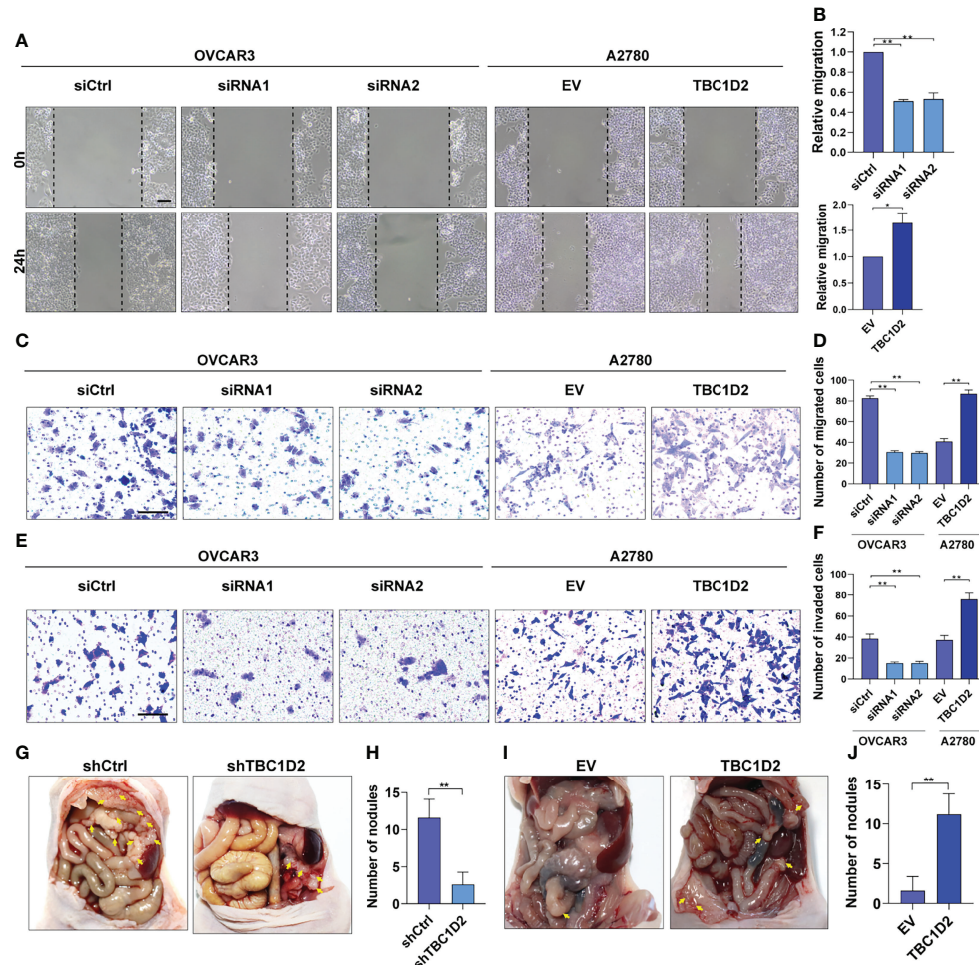 A
OVCAR3
A2780
siCtrl
siRNA1
siRNA2
EV
TBC1D2
0h
24h
B
Relative migration
1.2
1.0
0.8
0.6
0.4
0.2
0.0
**
**
siCtrl
siRNA1
siRNA2
Relative migration
2.0
1.5
1.0
0.5
0.0
*
EV
TBC1D2
C
OVCAR3
A2780
siCtrl
siRNA1
siRNA2
EV
TBC1D2
D
Number of migrated cells
100
80
60
40
20
0
**
**
**
siCtrl
siRNA1
siRNA2
EV
TBC1D2
OVCAR3
A2780
E
OVCAR3
A2780
siCtrl
siRNA1
siRNA2
EV
TBC1D2
F
Number of invaded cells
100
80
60
40
20
0
**
**
**
siCtrl
siRNA1
siRNA2
EV
TBC1D2
OVCAR3
A2780
G
shCtrl
shTBC1D2
H
Number of nodules
15
10
5
0
**
shCtrl
shTBC1D2
I
EV
TBC1D2
J
Number of nodules
15
10
5
0
**
EV
TBC1D2